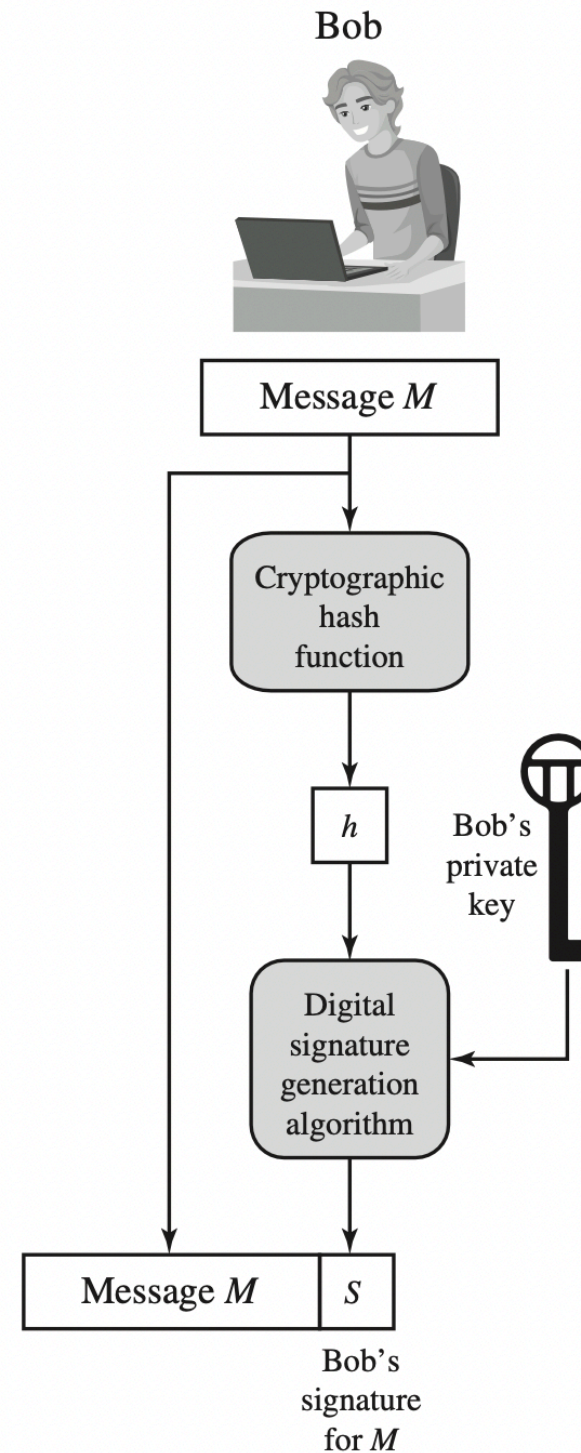 Bob
Message M
Cryptographic
hash
function
h
Bob’s
private
key
Digital
signature
generation
algorithm
Message M
S
Bob’s
signature
for M